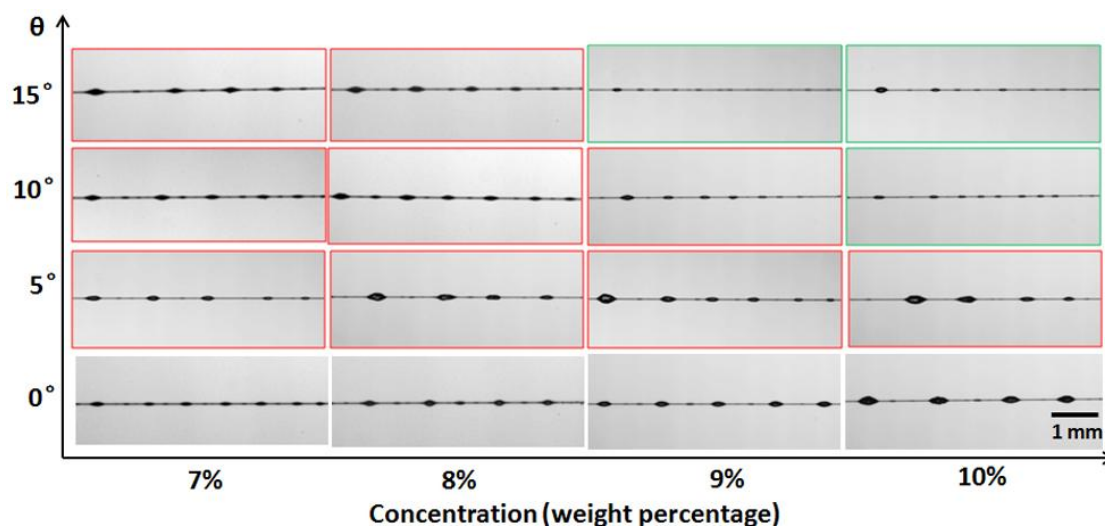 θ
15°
10°
5°
0°
1 mm
7% 8% 9% 10%
Concentration (weight percentage)